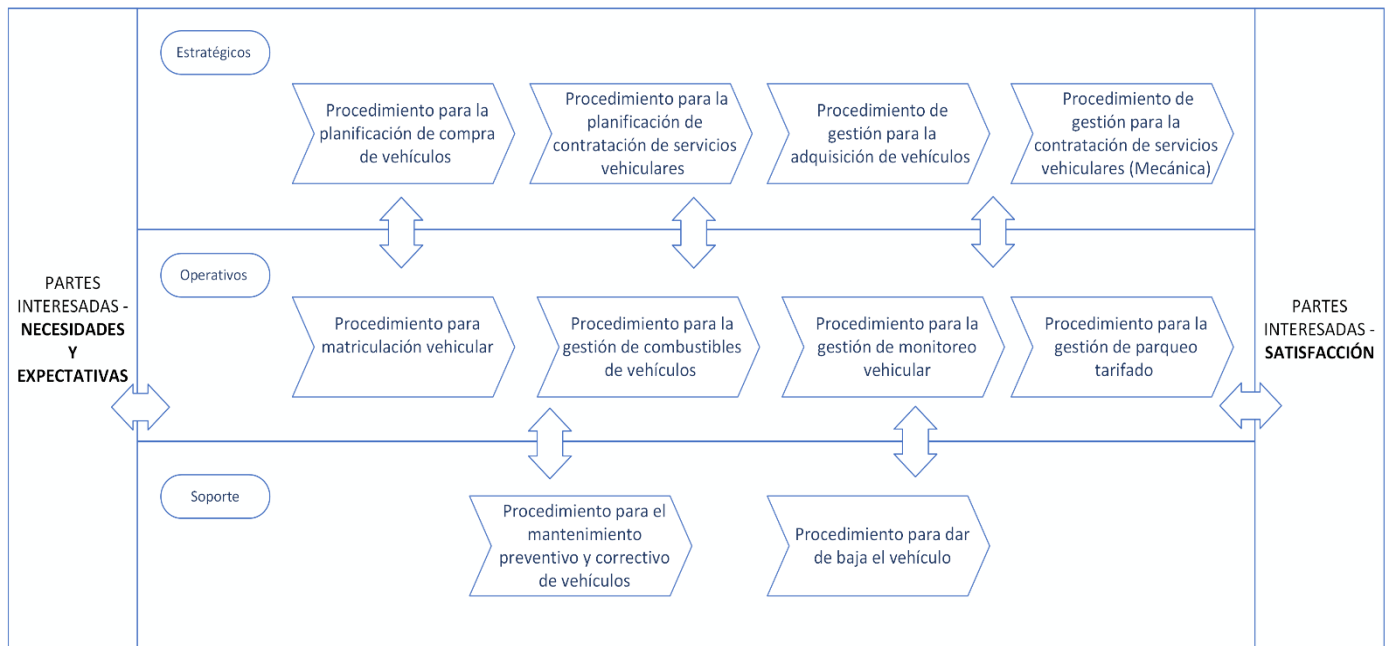 Estratégicos
Procedimiento para la
planificación de compra
de vehículos
Procedimiento para la
planificación de
contratación de servicios
vehiculares
Procedimiento de
gestión para la
adquisición de vehículos
Procedimiento de
gestión para la
contratación de servicios
vehiculares (Mecánica)
PARTES
INTERESADAS -
NECESIDADES
Y
EXPECTATIVAS
Operativos
Procedimiento para
matriculación vehicular
Procedimiento para la
gestión de combustibles
de vehículos
Procedimiento para la
gestión de monitoreo
vehicular
Procedimiento para la
gestión de parqueo
tarifado
PARTES
INTERESADAS -
SATISFACCIÓN
Soporte
Procedimiento para el
mantenimiento
preventivo y correctivo
de vehículos
Procedimiento para dar
de baja el vehículo